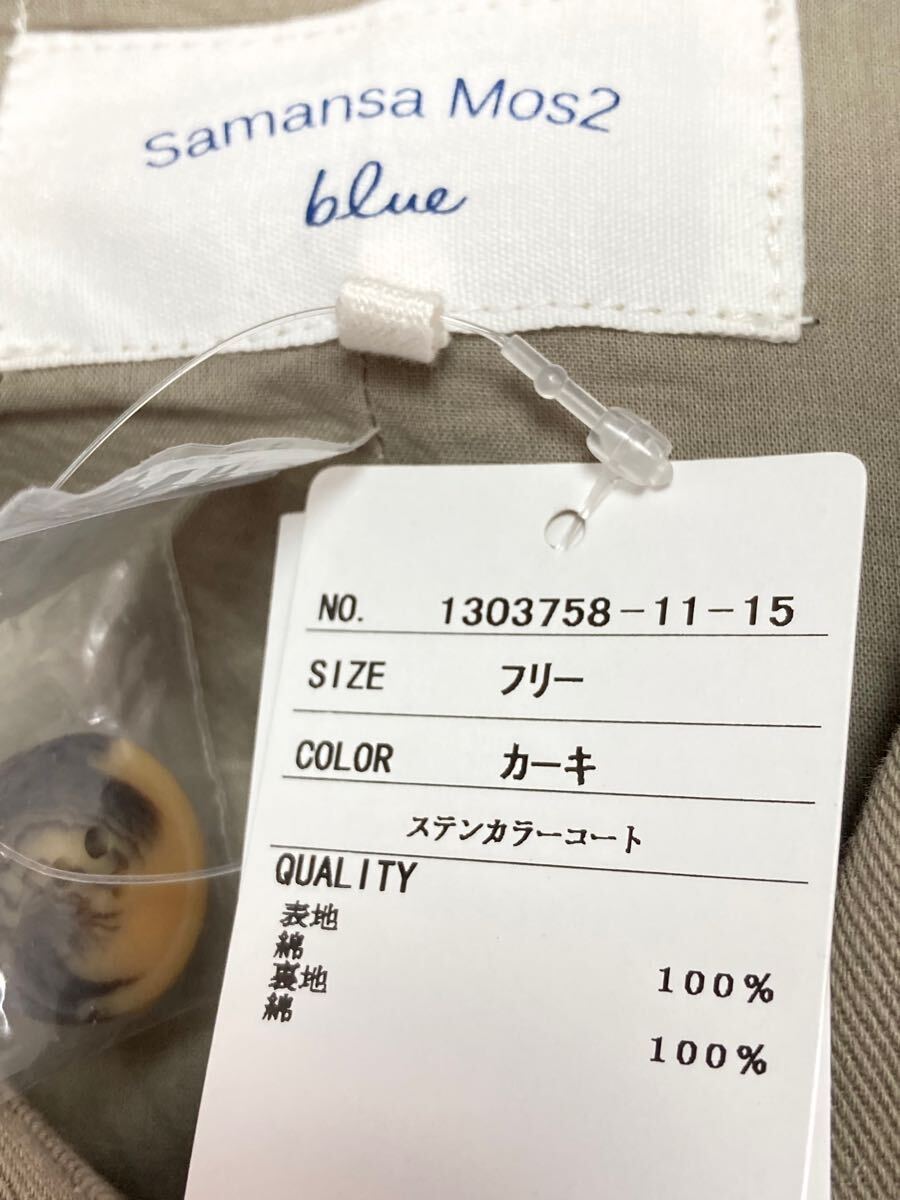 Samansa Mos2
blue
NO. 1303758-11-15
SIZE フリー
COLOR カーキ
ステンカラーコート
QUALITY
表地
綿 100%
裏地
綿 100%